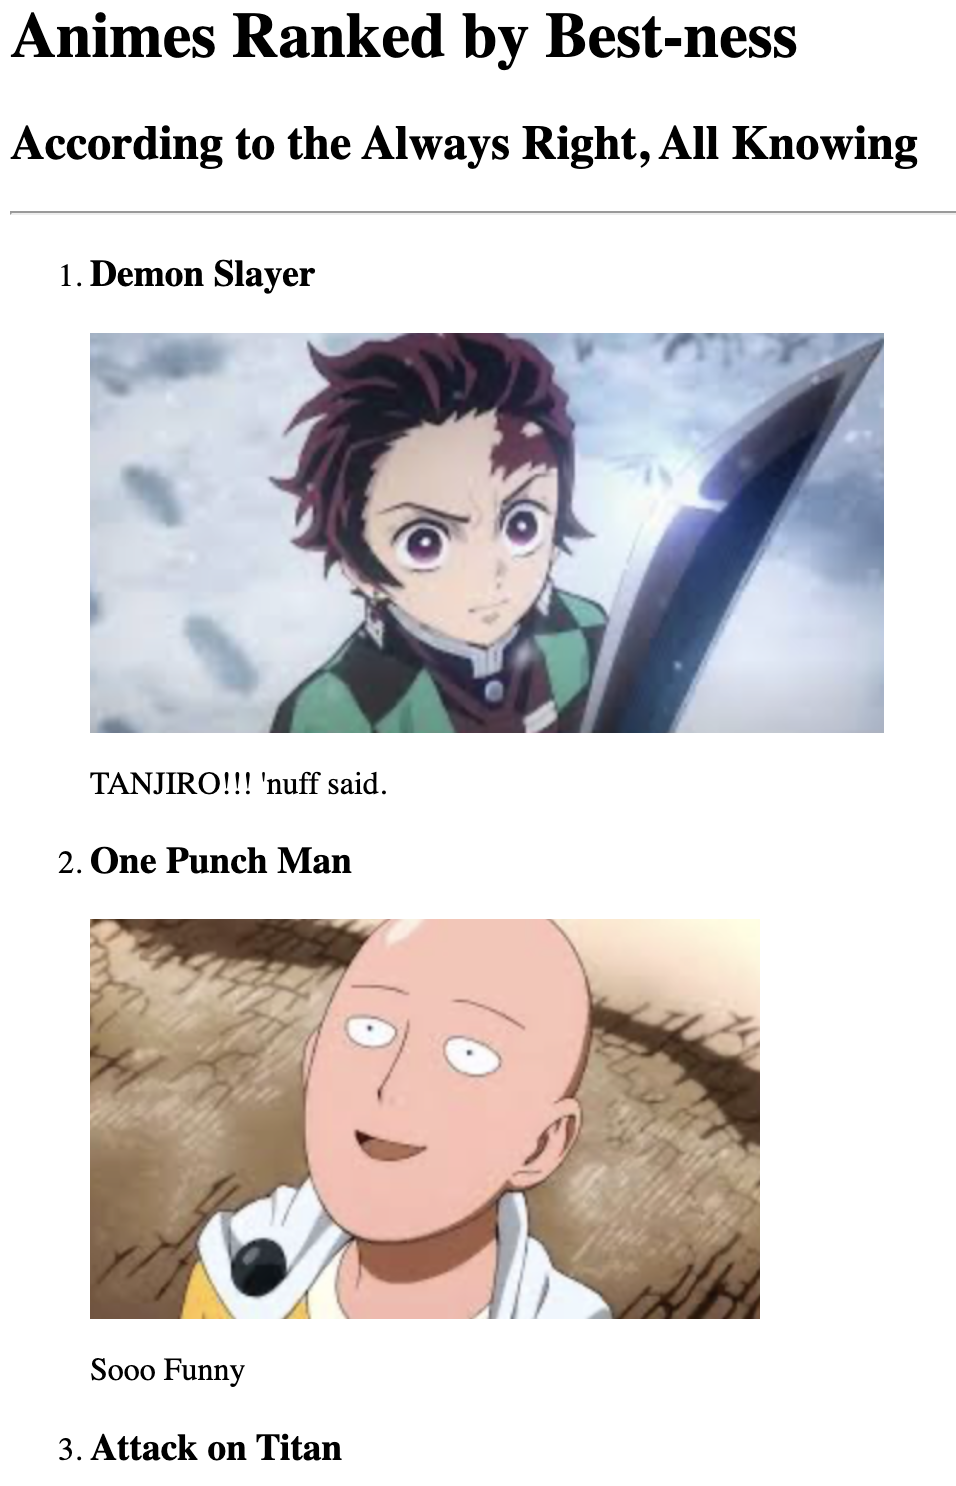 Animes Ranked by Best-ness
According to the Always Right, All Knowing
1. Demon Slayer
TANJIRO!!! 'nuff said.
2. One Punch Man
Sooo Funny
3. Attack on Titan